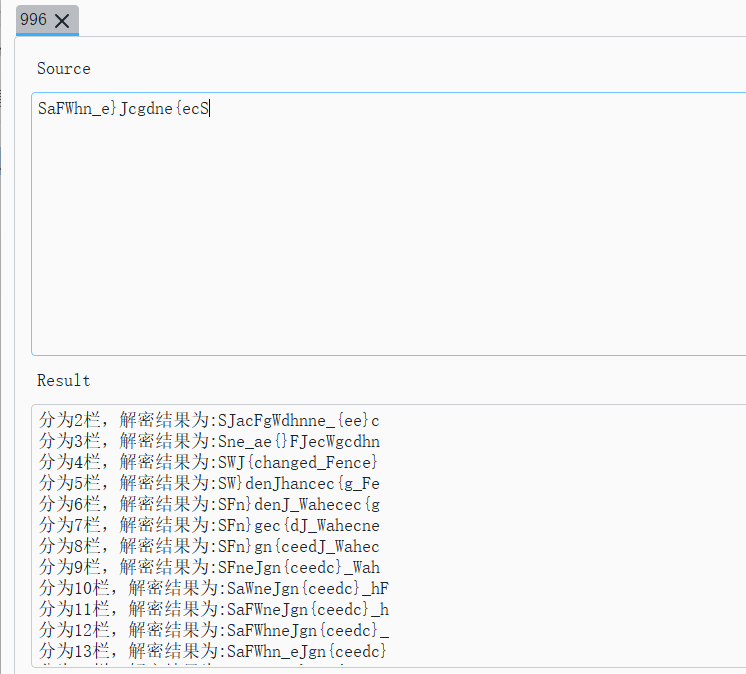 996
Source
SaFWhn_e}Jcgdne{ecS
Result
分为2栏，解密结果为:SJacFgWdhnne_{ee}c
分为3栏，解密结果为:Sne_ae{}FJecWgcdhn
分为4栏，解密结果为:SWJ{changed_Fence}
分为5栏，解密结果为:SW}denJhancec{g_Fe
分为6栏，解密结果为:SFn}denJ_Wahecec{g
分为7栏，解密结果为:SFn}gec{dJ_Wahecne
分为8栏，解密结果为:SFn}gn{ceedJ_Wahec
分为9栏，解密结果为:SFneJgn{ceedc}_Wah
分为10栏，解密结果为:SaWneJgn{ceedc}_hF
分为11栏，解密结果为:SaFWneJgn{ceedc}_h
分为12栏，解密结果为:SaFWhneJgn{ceedc}_
分为13栏，解密结果为:SaFWhn_eJgn{ceedc}